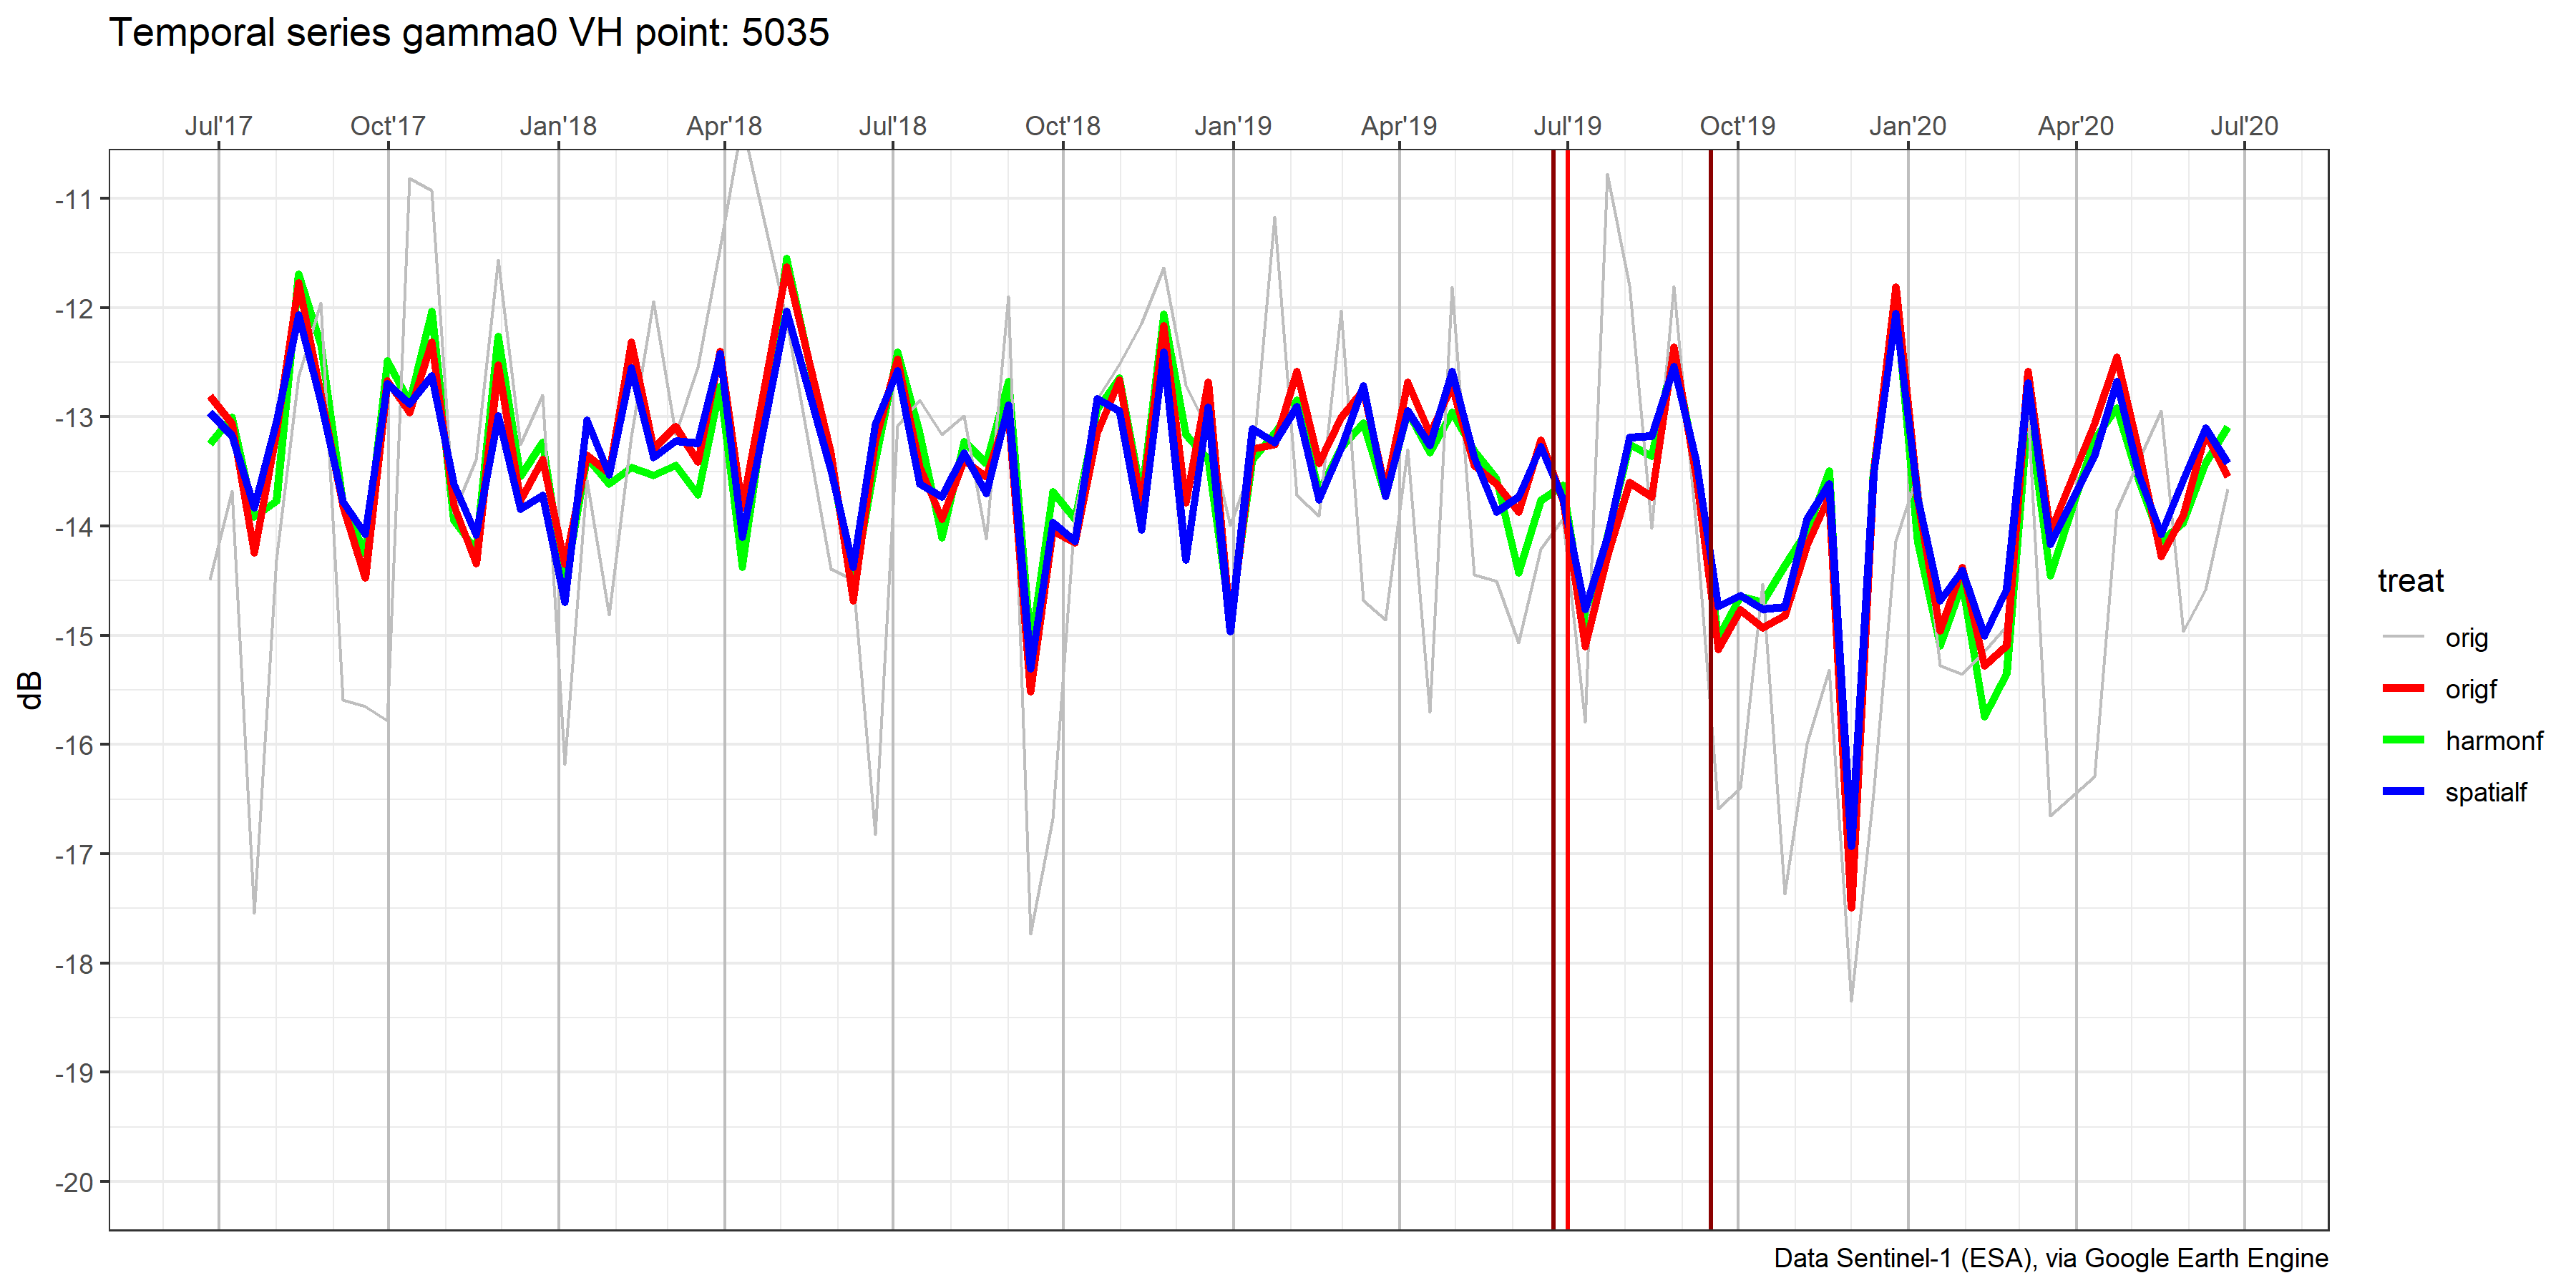 Temporal series gamma0 VH point: 5035
Jul'17 Oct'17 Jan'18 Apr'18 Jul'18 Oct'18 Jan'19 Apr'19 Jul'19 Oct'19 Jan'20 Apr'20 Jul'20
-11
-12
-13
-14
-15
-16
-17
-18
-19
-20
dB
treat
orig
origf
harmonf
spatialf
Data Sentinel-1 (ESA), via Google Earth Engine